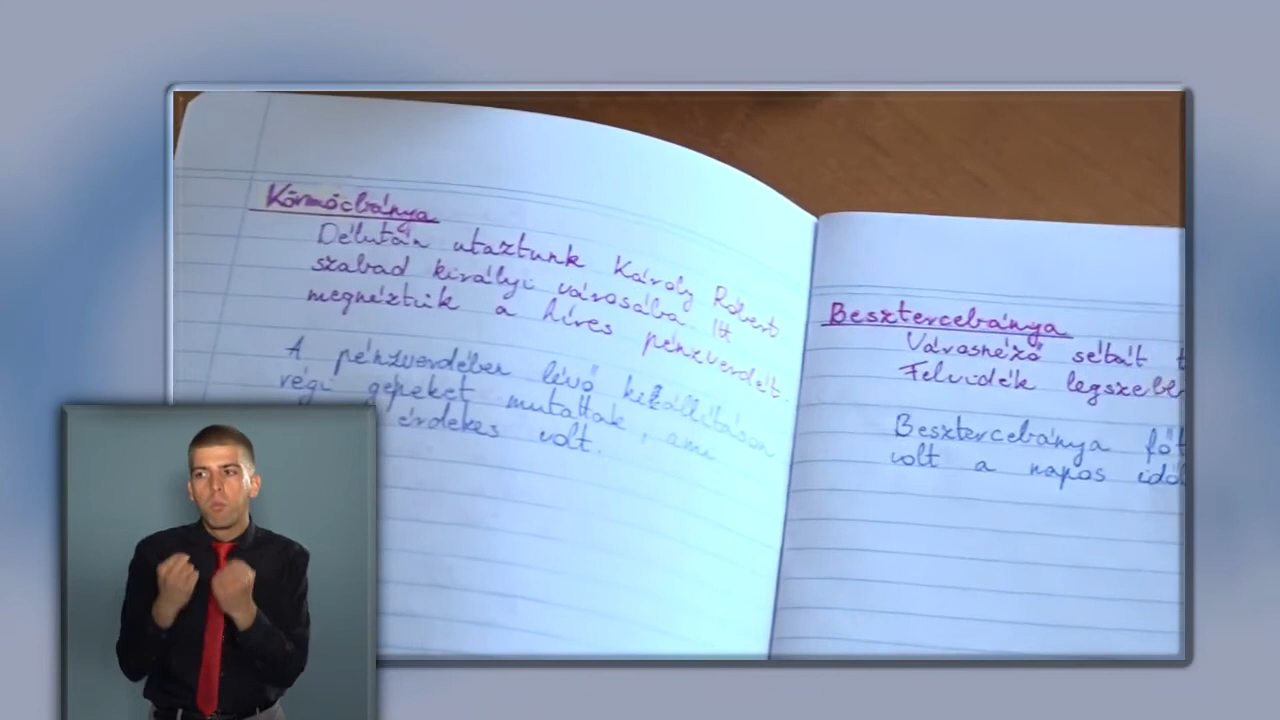 Körmöcbánya
Délután utaztunk Károly Róbert
szabad királyi városába Itt
megnéztük a híres pénzverdét.
A pénzverdében lévő kiállításon
régi gépeket mutattak, ami
érdekes volt.
Besztercebánya
Városnéző sétát t
Felvidék legszebb
Besztercebánya főt
volt a napos idő